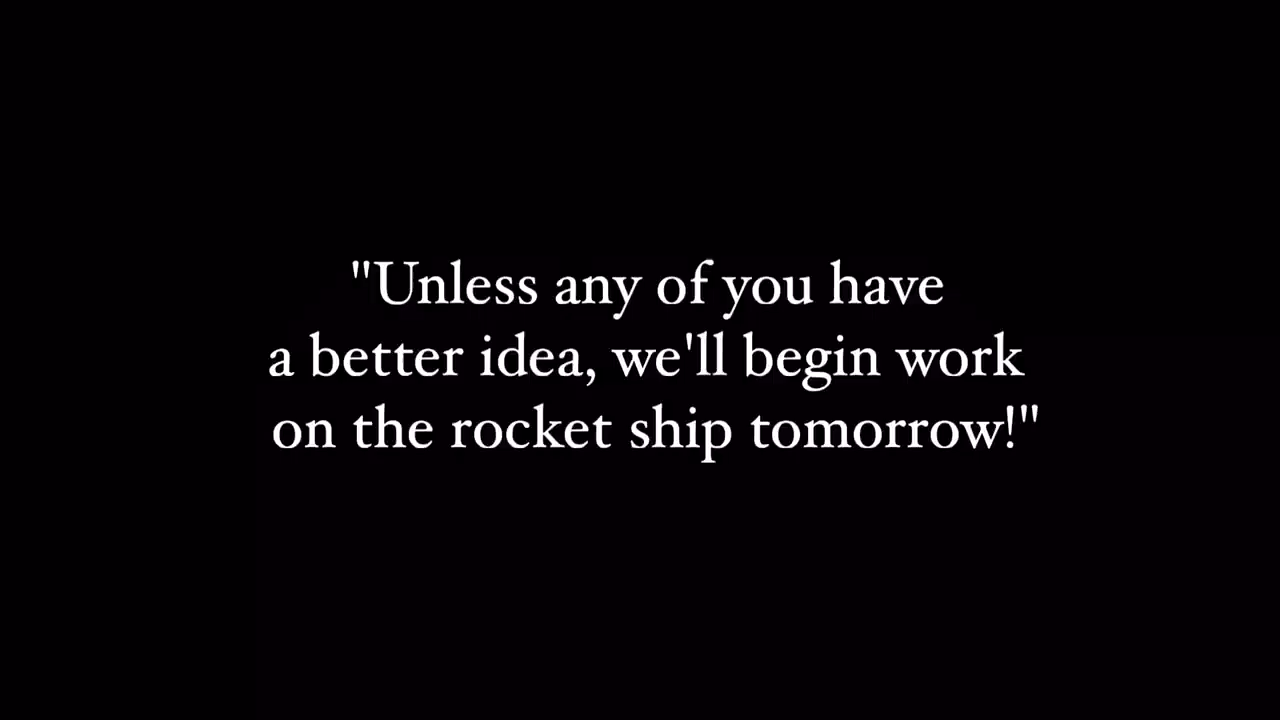 "Unless any of you have
a better idea, we'll begin work
on the rocket ship tomorrow!"